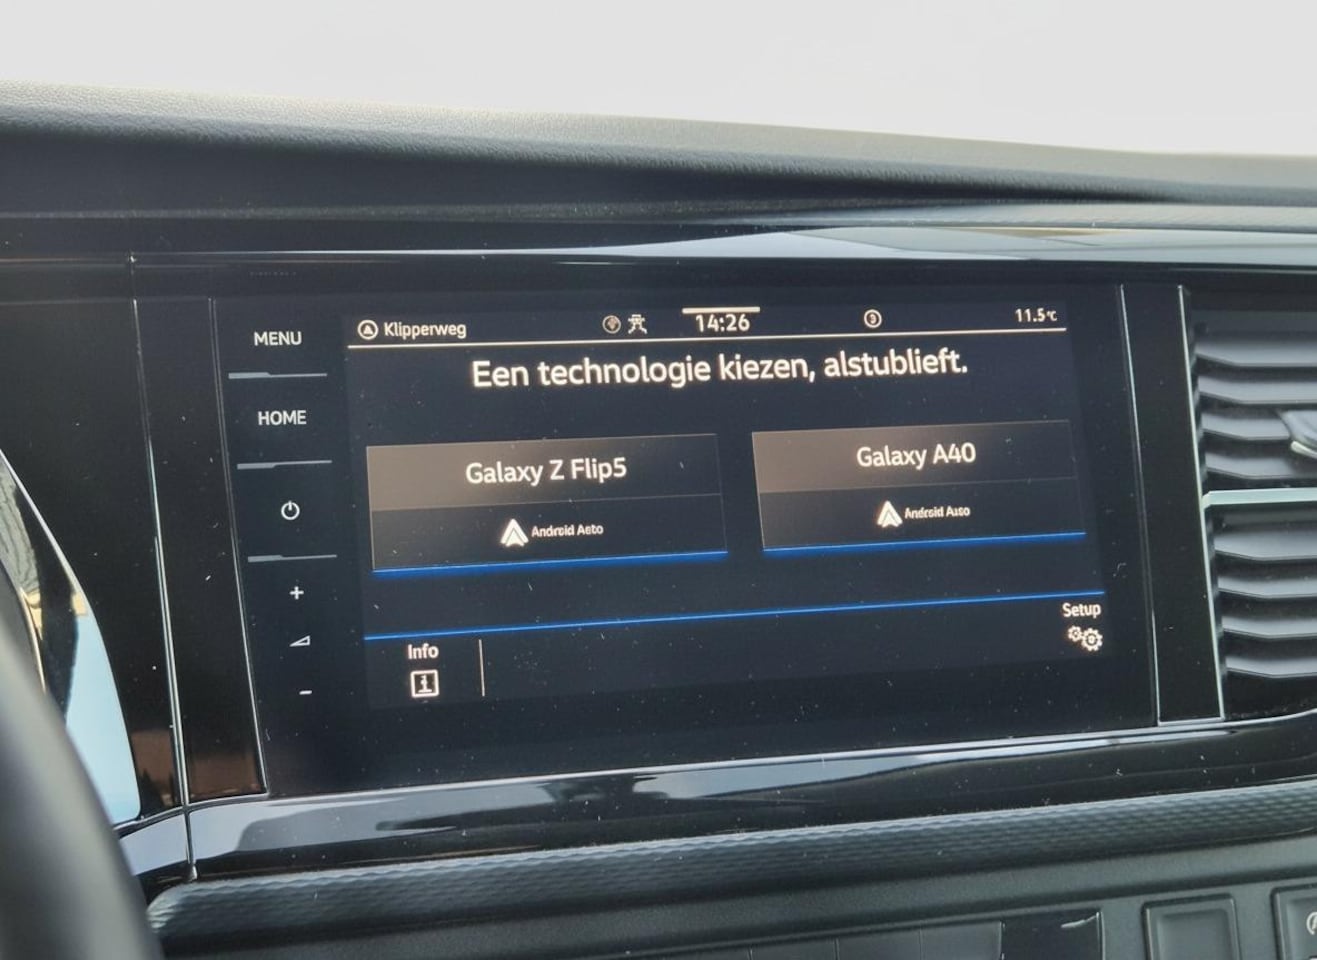 MENU
HOME
+
-
Klipperweg
14:26
3
11.5°C
Een technologie kiezen, alstublieft.
Galaxy Z Flip5
Android Auto
Galaxy A40
Android Auto
Info
Setup